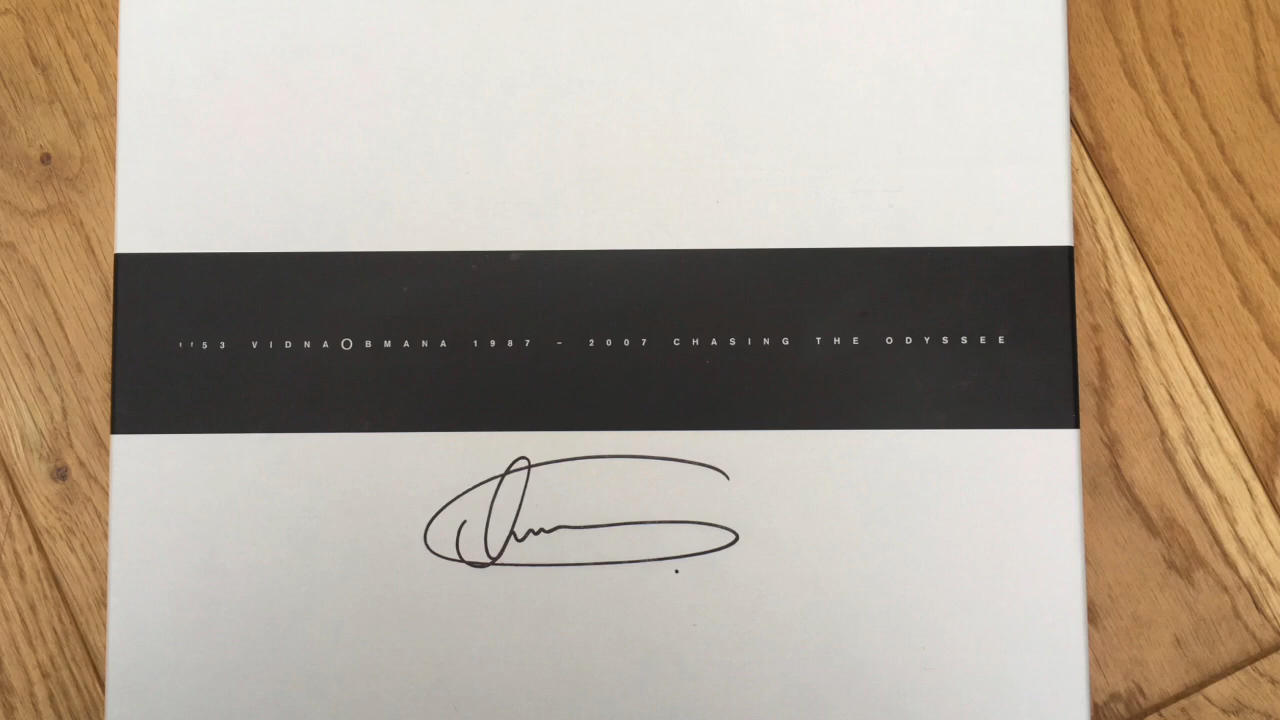 VIDNAOBMANA 1987 – 2007 CHASING THE ODYSSEE